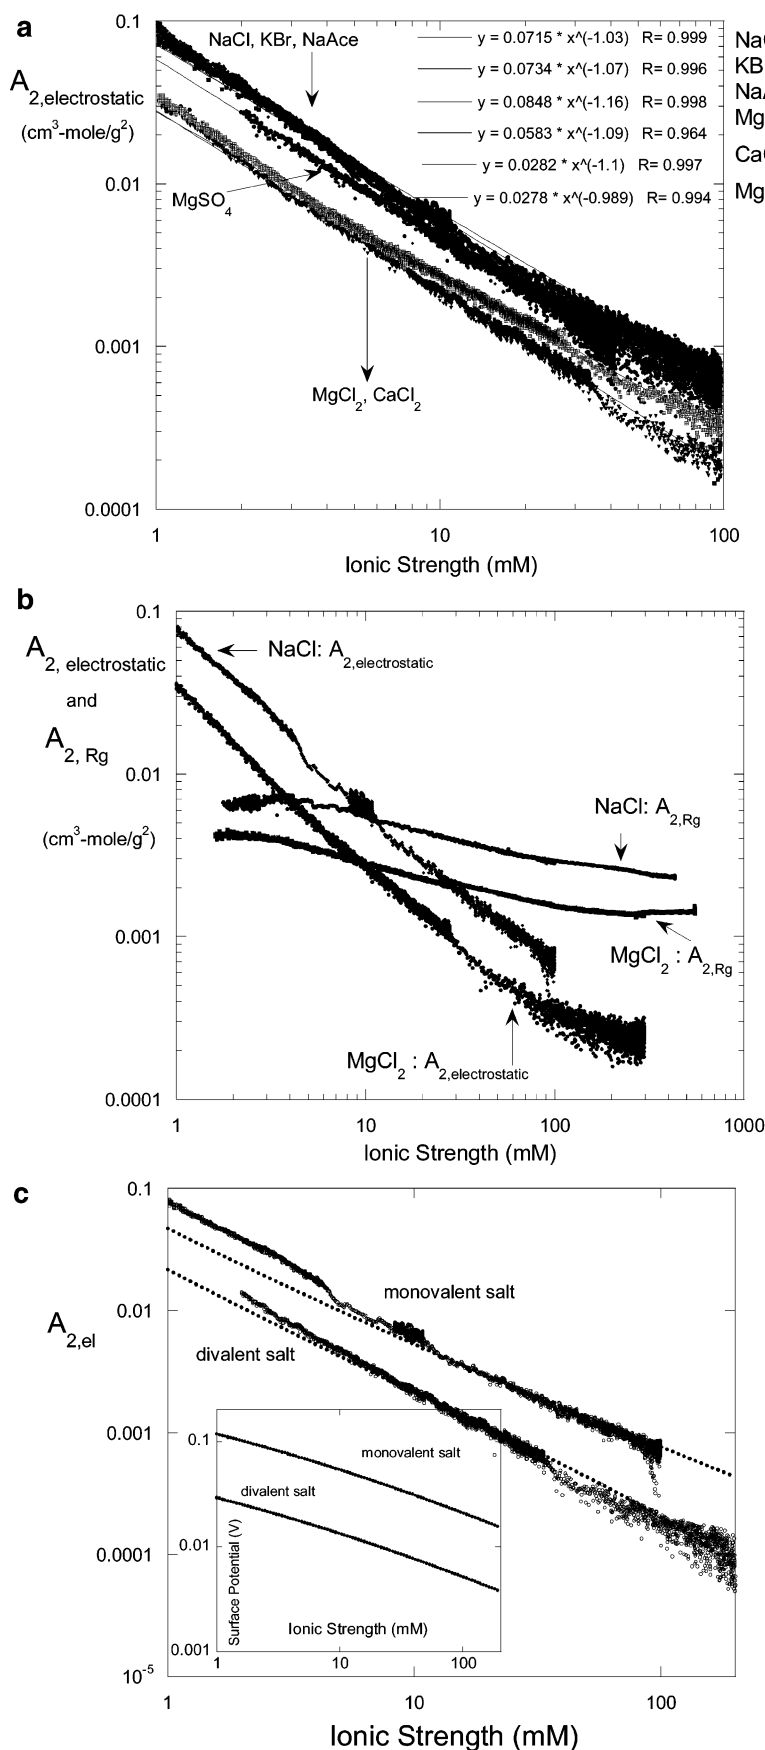 a
0.1
A2,electrostatic
(cm3-mole/g2)
0.01
0.001
0.0001
NaCl, KBr, NaAce
y = 0.0715 * x^(-1.03) R= 0.999
y = 0.0734 * x^(-1.07) R= 0.996
y = 0.0848 * x^(-1.16) R= 0.998
y = 0.0583 * x^(-1.09) R= 0.964
y = 0.0282 * x^(-1.1) R= 0.997
y = 0.0278 * x^(-0.989) R= 0.994
NaC
KB
Na
Mg
Ca
Mg
MgSO4
MgCl2, CaCl2
1 10 100
Ionic Strength (mM)
b
0.1
A2, electrostatic
and
A2, Rg
(cm3-mole/g2)
0.01
0.001
0.0001
NaCl: A2,electrostatic
NaCl: A2,Rg
MgCl2 : A2,Rg
MgCl2 : A2,electrostatic
1 10 100 1000
Ionic Strength (mM)
c
0.1
0.01
A2,el
0.001
0.0001
10-5
monovalent salt
divalent salt
0.1
0.01
0.001
Surface Potential (V)
monovalent salt
divalent salt
Ionic Strength (mM)
1 10 100
1 10 100
Ionic Strength (mM)